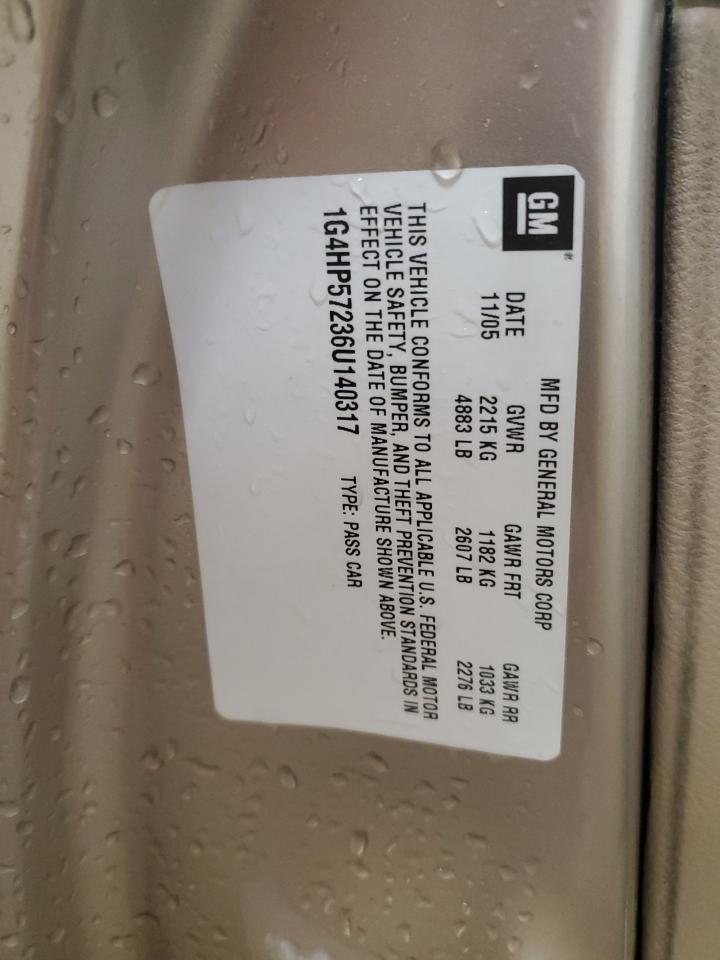 GM®
MFD BY GENERAL MOTORS CORP
DATE GVWR GAWR FRT GAWR RR
11/05 2215 KG 1182 KG 1033 KG
4883 LB 2607 LB 2276 LB
THIS VEHICLE CONFORMS TO ALL APPLICABLE U.S. FEDERAL MOTOR
VEHICLE SAFETY, BUMPER, AND THEFT PREVENTION STANDARDS IN
EFFECT ON THE DATE OF MANUFACTURE SHOWN ABOVE.
1G4HP57236U140317 TYPE: PASS CAR